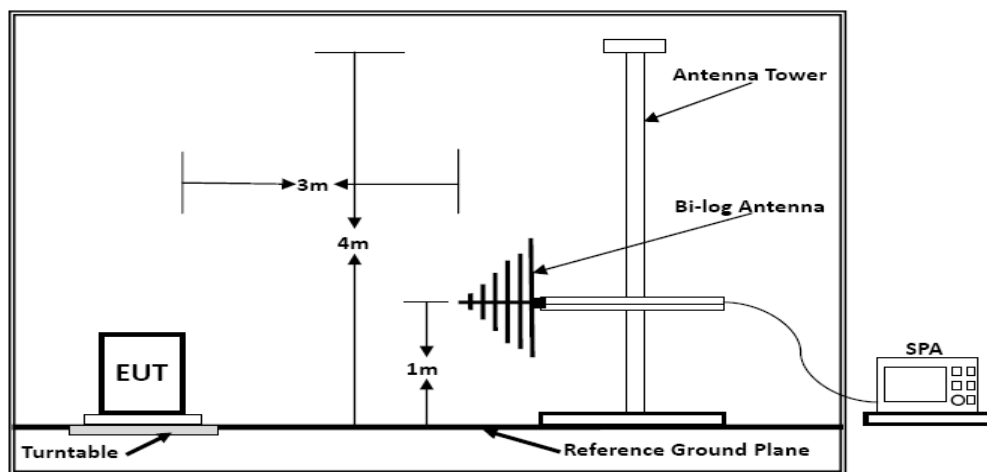 Antenna Tower
3m
Bi-log Antenna
4m
SPA
EUT
1m
Turntable
Reference Ground Plane